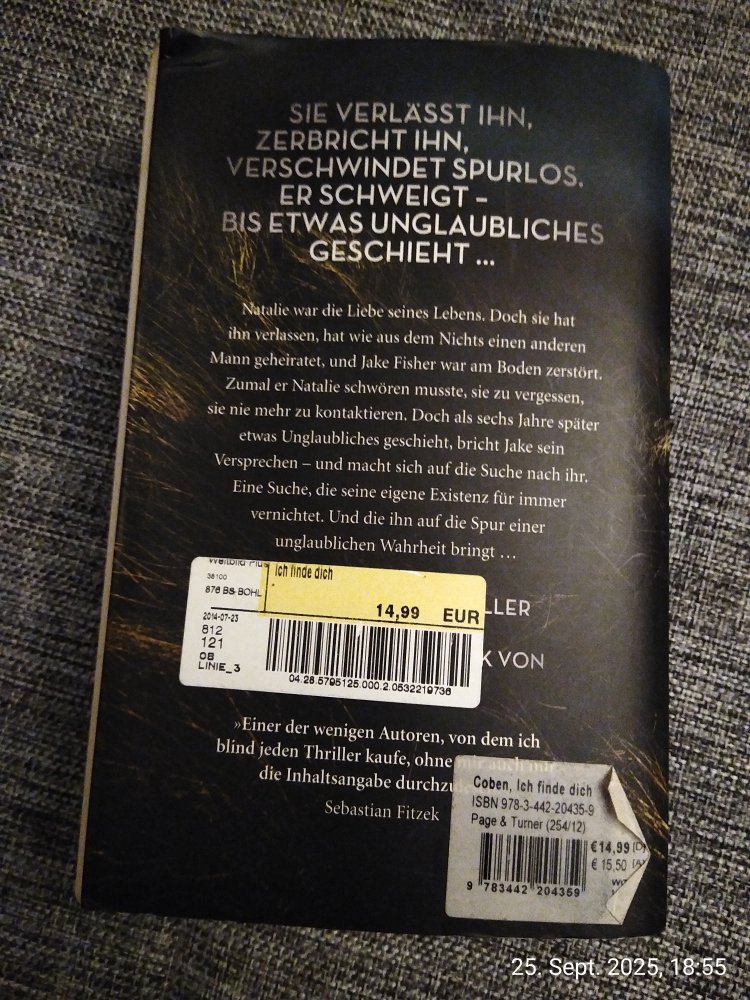 SIE VERLÄSST IHN,
ZERBRICHT IHN,
VERSCHWINDET SPURLOS.
ER SCHWEIGT –
BIS ETWAS UNGLAUBLICHES
GESCHIEHT ...
Natalie war die Liebe seines Lebens. Doch sie hat
ihn verlassen, hat wie aus dem Nichts einen anderen
Mann geheiratet, und Jake Fisher war am Boden zerstört.
Zumal er Natalie schwören musste, sie zu vergessen,
sie nie mehr zu kontaktieren. Doch als sechs Jahre später
etwas Unglaubliches geschieht, bricht Jake sein
Versprechen – und macht sich auf die Suche nach ihr.
Eine Suche, die seine eigene Existenz für immer
vernichtet. Und die ihn auf die Spur einer
unglaublichen Wahrheit bringt ...
Weltbild Plus
Ich finde dich
36100
876 BS BOHL
14,99 EUR
2014-07-23
812
121
OB
LINIE_3
04.28.5795125.000.2.0532219736
LLER
K VON
»Einer der wenigen Autoren, von dem ich
blind jeden Thriller kaufe, ohne mir auch nur
die Inhaltsangabe
Sebastian Fitzek
Coben, Ich finde dich
ISBN 978-3-442-20435-9
Page & Turner (254/12)
€ 14,99 [D]
€ 15,50 [A]
9 783442 204359
25. Sept. 2025, 18:55